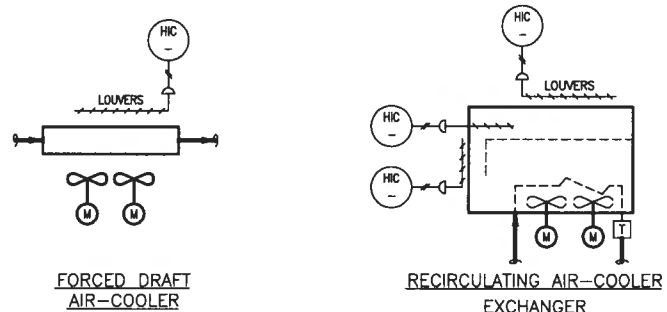 HIC
–
LOUVERS
M M
FORCED DRAFT
AIR-COOLER
HIC
–
LOUVERS
HIC
–
HIC
–
T
M M
RECIRCULATING AIR-COOLER
EXCHANGER